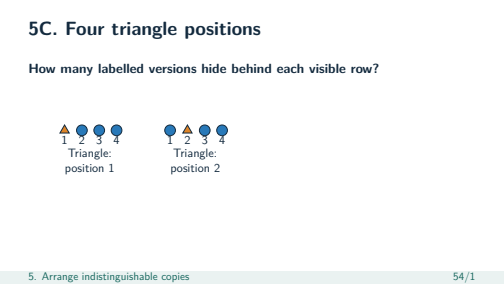 5C. Four triangle positions
How many labelled versions hide behind each visible row?
1 2 3 4
Triangle:
position 1
1 2 3 4
Triangle:
position 2
5. Arrange indistinguishable copies
54/1